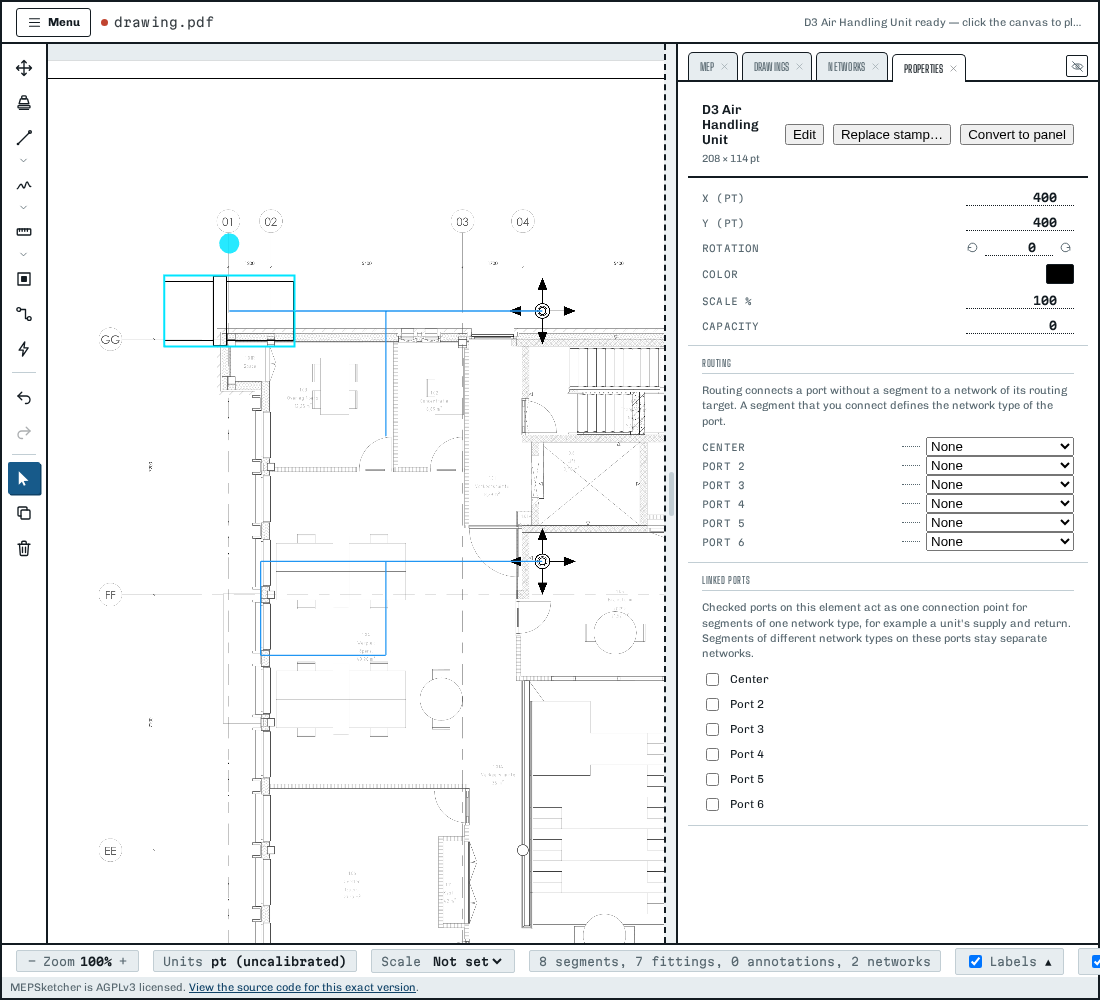 Menu
drawing.pdf
D3 Air Handling Unit ready — click the canvas to pl…
MEP
DRAWINGS
NETWORKS
PROPERTIES
D3 Air
Handling
Unit
208 × 114 pt
Edit
Replace stamp…
Convert to panel
X (PT) 400
Y (PT) 400
ROTATION 0
COLOR
SCALE % 100
CAPACITY 0
ROUTING
Routing connects a port without a segment to a network of its routing
target. A segment that you connect defines the network type of the
port.
CENTER None
PORT 2 None
PORT 3 None
PORT 4 None
PORT 5 None
PORT 6 None
LINKED PORTS
Checked ports on this element act as one connection point for
segments of one network type, for example a unit's supply and return.
Segments of different network types on these ports stay separate
networks.
Center
Port 2
Port 3
Port 4
Port 5
Port 6
01 02 03 04
GG
FF
EE
− Zoom 100% +
Units pt (uncalibrated)
Scale Not set
8 segments, 7 fittings, 0 annotations, 2 networks
Labels ▲
MEPSketcher is AGPLv3 licensed. View the source code for this exact version.